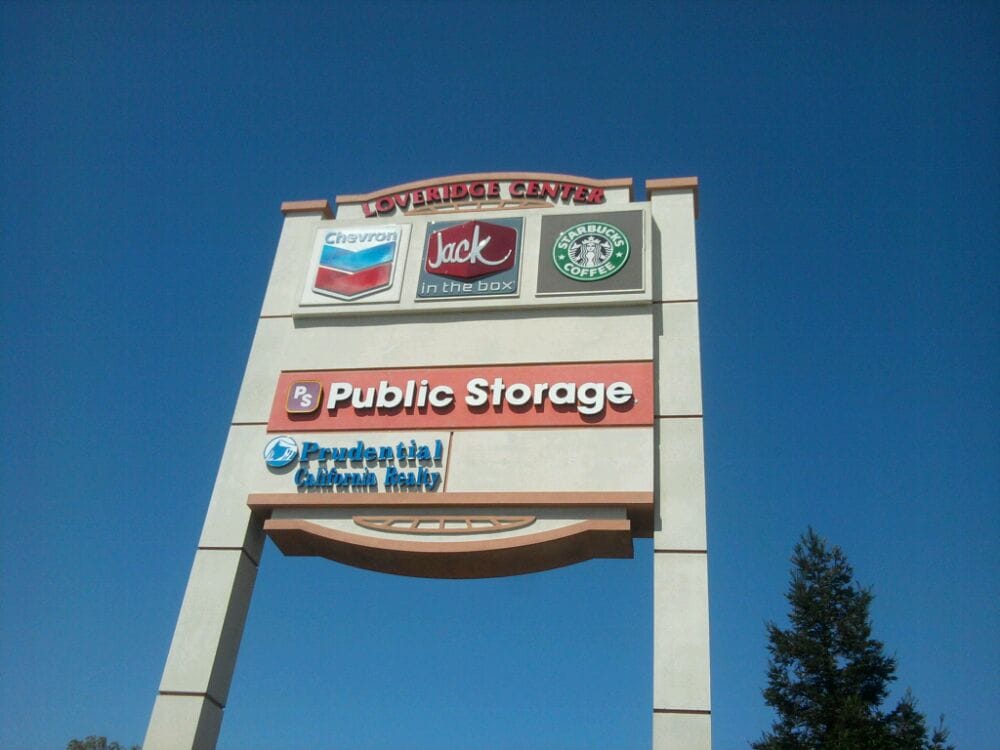 LOVERIDGE CENTER
Chevron
Jack
in the box
STARBUCKS
COFFEE
PS Public Storage
Prudential
California Realty